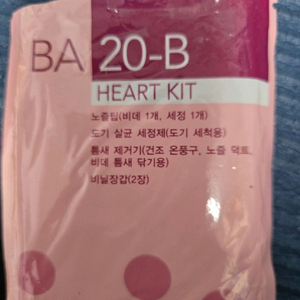 BA 20-B
HEART KIT
노즐팁(비데 1개, 세정 1개)
도기 살균 세정제(도기 세척용)
틈새 제거기(건조 온풍구, 노즐 덕트,
비데 틈새 닦기용)
비닐장갑(2장)